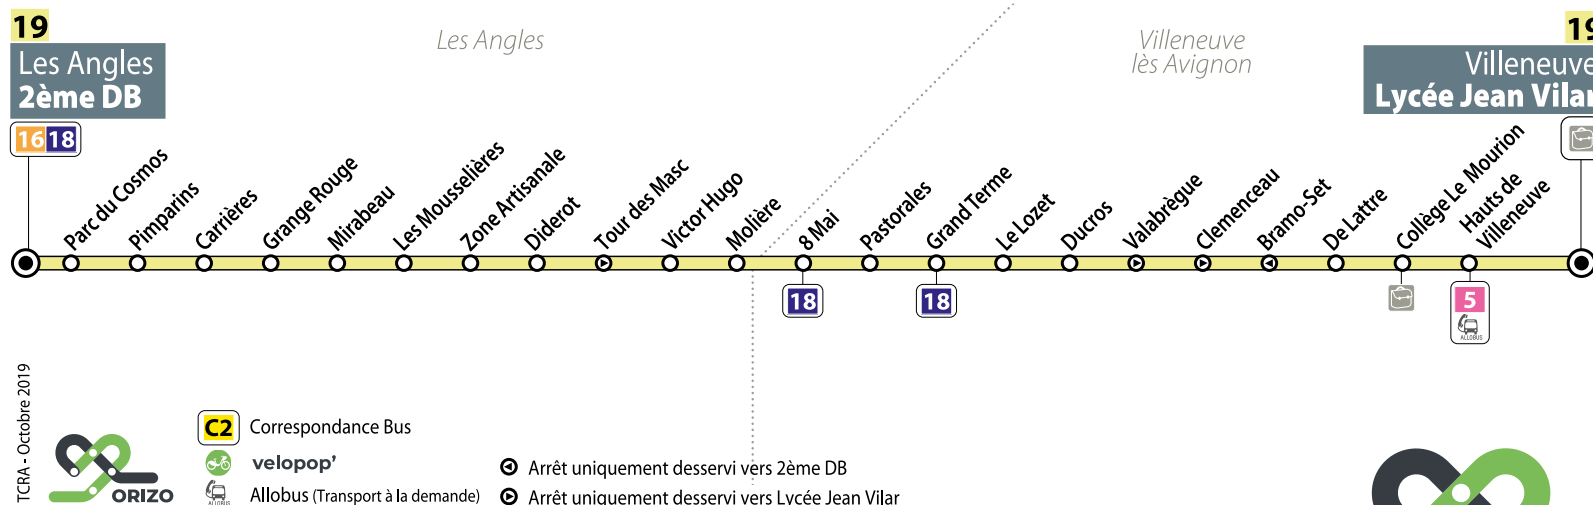 19
Les Angles
2ème DB
16 18
Les Angles
Villeneuve
lès Avignon
19
Villeneuve
Lycée Jean Vilar
Parc du Cosmos
Pimparins
Carrières
Grange Rouge
Mirabeau
Les Mousselières
Zone Artisanale
Diderot
Tour des Masc
Victor Hugo
Molière
8 Mai
Pastorales
Grand Terme
Le Lozet
Ducros
Valabrègue
Clemenceau
Bramo-Set
De Lattre
Collège Le Mourion
Hauts de
Villeneuve
18
18
5
ALLOBUS
TCRA - Octobre 2019
ORIZO
C2 Correspondance Bus
velopop'
ALLOBUS
Allobus (Transport à la demande)
Arrêt uniquement desservi vers 2ème DB
Arrêt uniquement desservi vers Lycée Jean Vilar